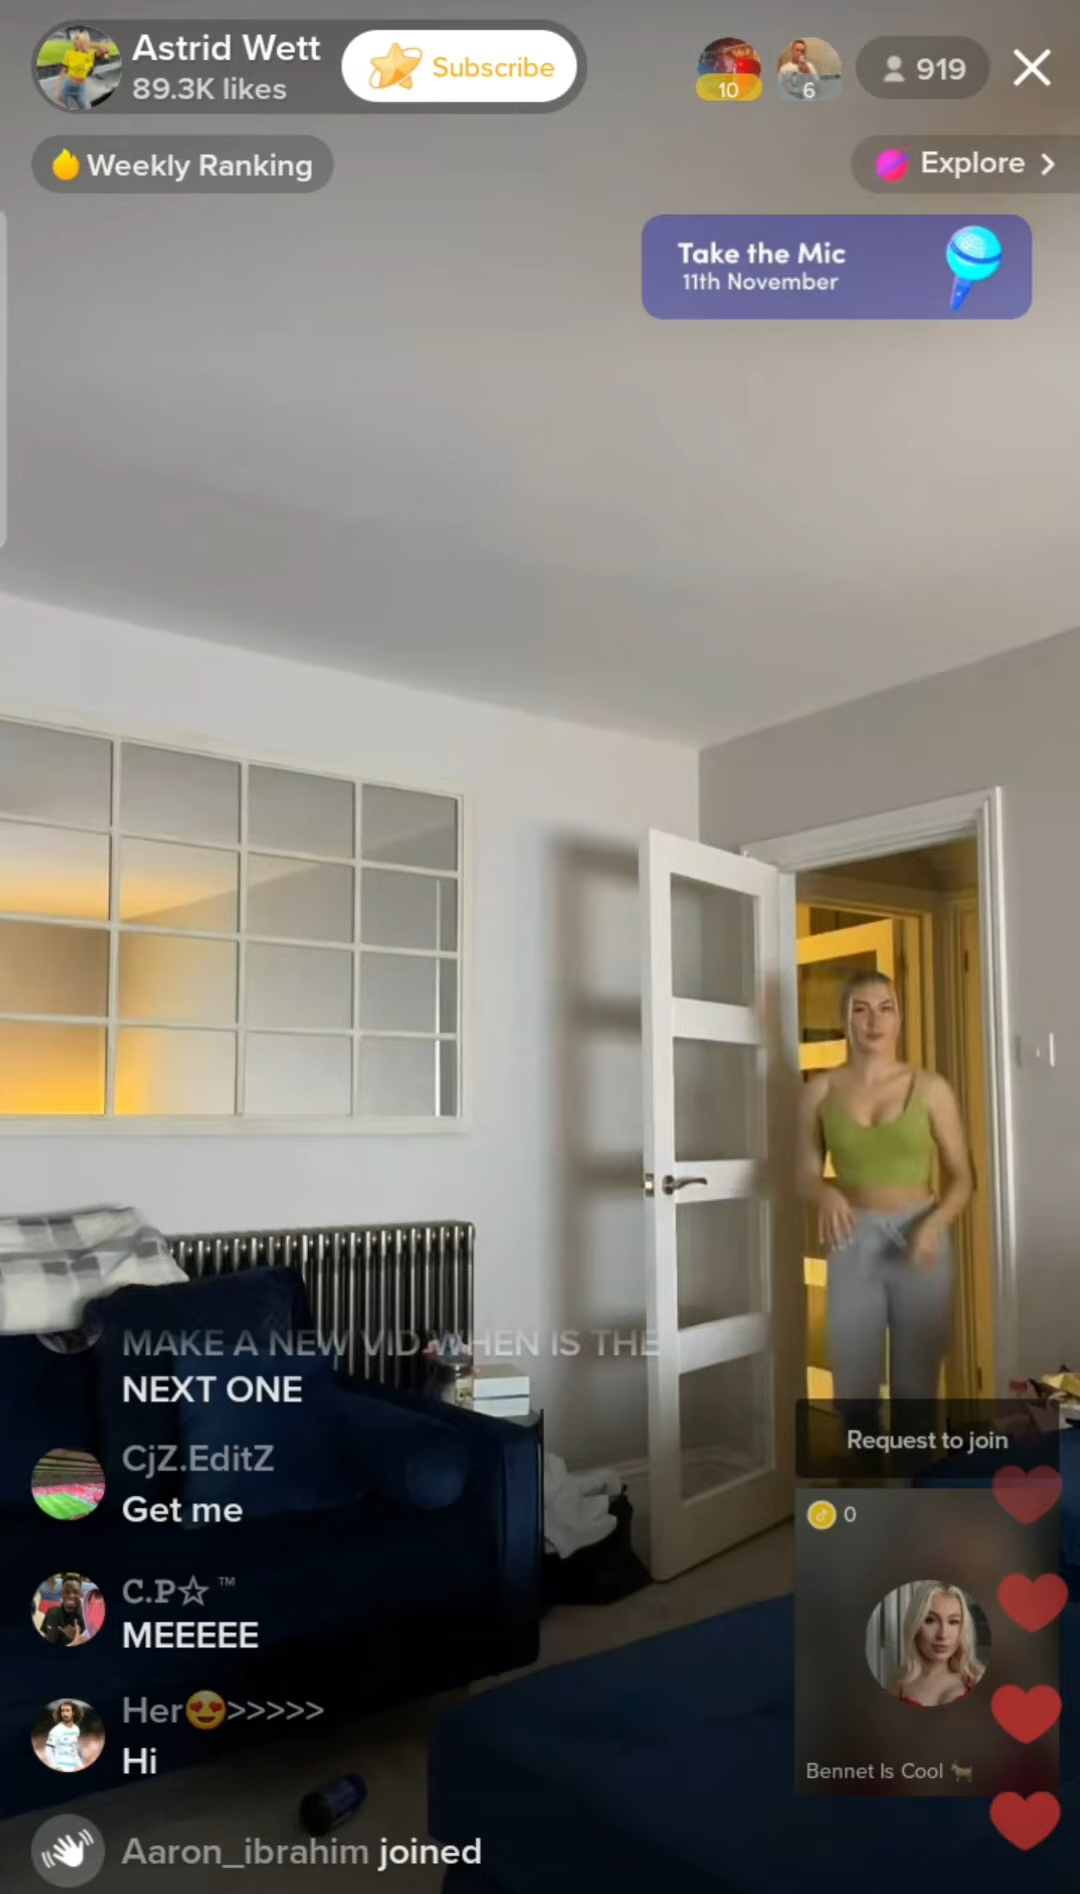 Astrid Wett
89.3K likes
Subscribe
10
6
919
Weekly Ranking
Explore
Take the Mic
11th November
MAKE A NEW VID WHEN IS THE
NEXT ONE
CjZ.EditZ
Get me
C.P☆ ™
MEEEEE
Her😍>>>>>
Hi
Aaron_ibrahim joined
Request to join
0
Bennet Is Cool 🐐